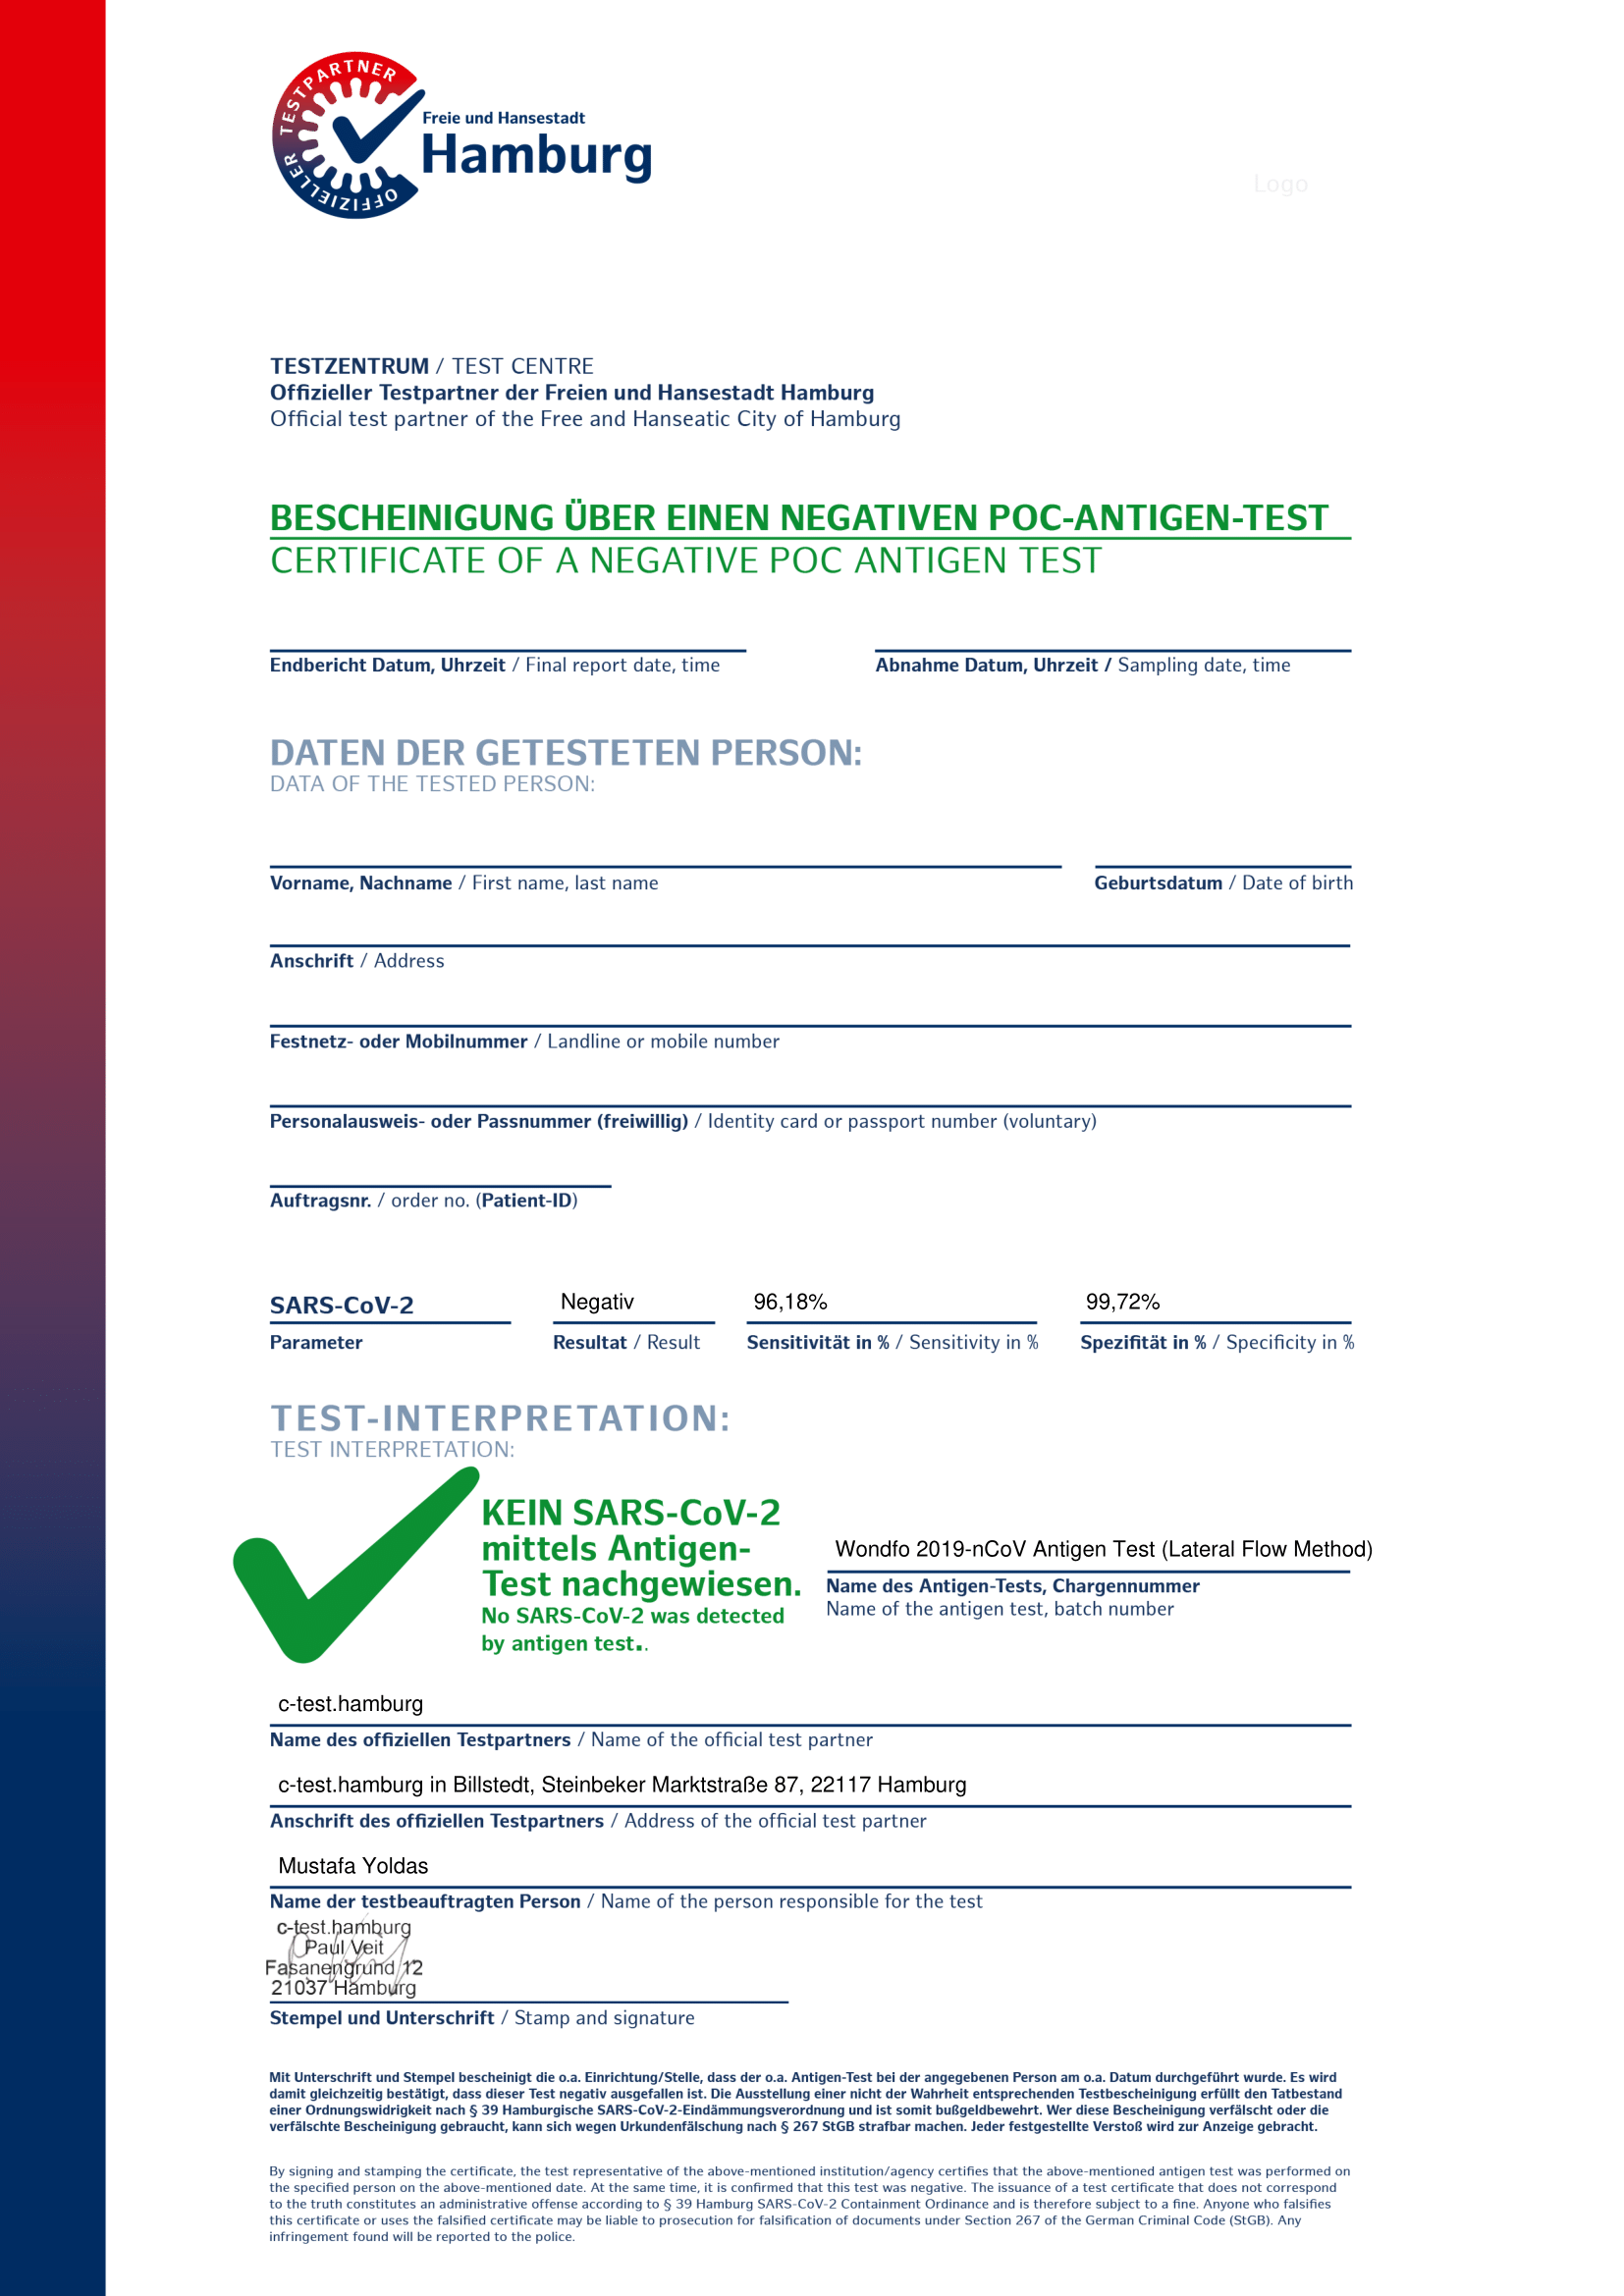 OFFIZIELLER TESTPARTNER
Freie und Hansestadt
Hamburg
Logo
TESTZENTRUM / TEST CENTRE
Offizieller Testpartner der Freien und Hansestadt Hamburg
Official test partner of the Free and Hanseatic City of Hamburg
BESCHEINIGUNG ÜBER EINEN NEGATIVEN POC-ANTIGEN-TEST
CERTIFICATE OF A NEGATIVE POC ANTIGEN TEST
Endbericht Datum, Uhrzeit / Final report date, time
Abnahme Datum, Uhrzeit / Sampling date, time
DATEN DER GETESTETEN PERSON:
DATA OF THE TESTED PERSON:
Vorname, Nachname / First name, last name
Geburtsdatum / Date of birth
Anschrift / Address
Festnetz- oder Mobilnummer / Landline or mobile number
Personalausweis- oder Passnummer (freiwillig) / Identity card or passport number (voluntary)
Auftragsnr. / order no. (Patient-ID)
SARS-CoV-2
Parameter
Negativ
Resultat / Result
96,18%
Sensitivität in % / Sensitivity in %
99,72%
Spezifität in % / Specificity in %
TEST-INTERPRETATION:
TEST INTERPRETATION:
KEIN SARS-CoV-2
mittels Antigen-
Test nachgewiesen.
No SARS-CoV-2 was detected
by antigen test..
Wondfo 2019-nCoV Antigen Test (Lateral Flow Method)
Name des Antigen-Tests, Chargennummer
Name of the antigen test, batch number
c-test.hamburg
Name des offiziellen Testpartners / Name of the official test partner
c-test.hamburg in Billstedt, Steinbeker Marktstraße 87, 22117 Hamburg
Anschrift des offiziellen Testpartners / Address of the official test partner
Mustafa Yoldas
Name der testbeauftragten Person / Name of the person responsible for the test
c-test.hamburg
Paul Veit
Fasanengrund 12
21037 Hamburg
Stempel und Unterschrift / Stamp and signature
Mit Unterschrift und Stempel bescheinigt die o.a. Einrichtung/Stelle, dass der o.a. Antigen-Test bei der angegebenen Person am o.a. Datum durchgeführt wurde. Es wird
damit gleichzeitig bestätigt, dass dieser Test negativ ausgefallen ist. Die Ausstellung einer nicht der Wahrheit entsprechenden Testbescheinigung erfüllt den Tatbestand
einer Ordnungswidrigkeit nach § 39 Hamburgische SARS-CoV-2-Eindämmungsverordnung und ist somit bußgeldbewehrt. Wer diese Bescheinigung verfälscht oder die
verfälschte Bescheinigung gebraucht, kann sich wegen Urkundenfälschung nach § 267 StGB strafbar machen. Jeder festgestellte Verstoß wird zur Anzeige gebracht.
By signing and stamping the certificate, the test representative of the above-mentioned institution/agency certifies that the above-mentioned antigen test was performed on
the specified person on the above-mentioned date. At the same time, it is confirmed that this test was negative. The issuance of a test certificate that does not correspond
to the truth constitutes an administrative offense according to § 39 Hamburg SARS-CoV-2 Containment Ordinance and is therefore subject to a fine. Anyone who falsifies
this certificate or uses the falsified certificate may be liable to prosecution for falsification of documents under Section 267 of the German Criminal Code (StGB). Any
infringement found will be reported to the police.